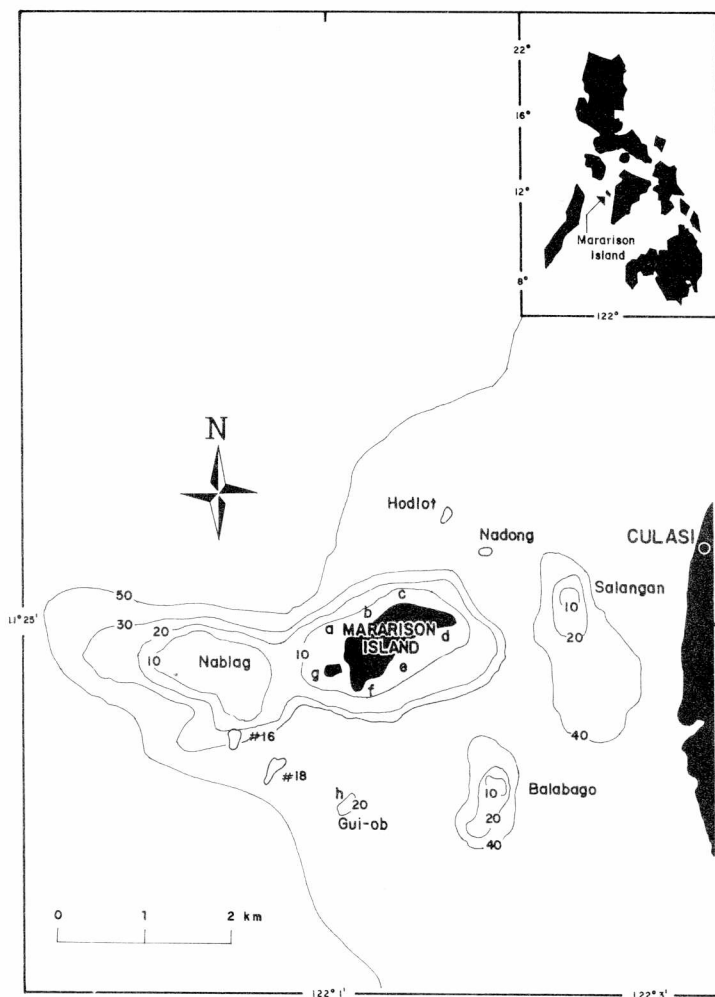 22°
16°
12°
Mararison
Island
8°
122°
N
Hodlot
Nadong
CULASI
Salangan
50
11°25'
30
20
10
Nablag
c
b
a
MARARISON
ISLAND
d
10
g
e
f
10
20
40
#16
#18
h
20
Gui-ob
10
20
40
Balabago
0 1 2 km
122°1'
122°3'